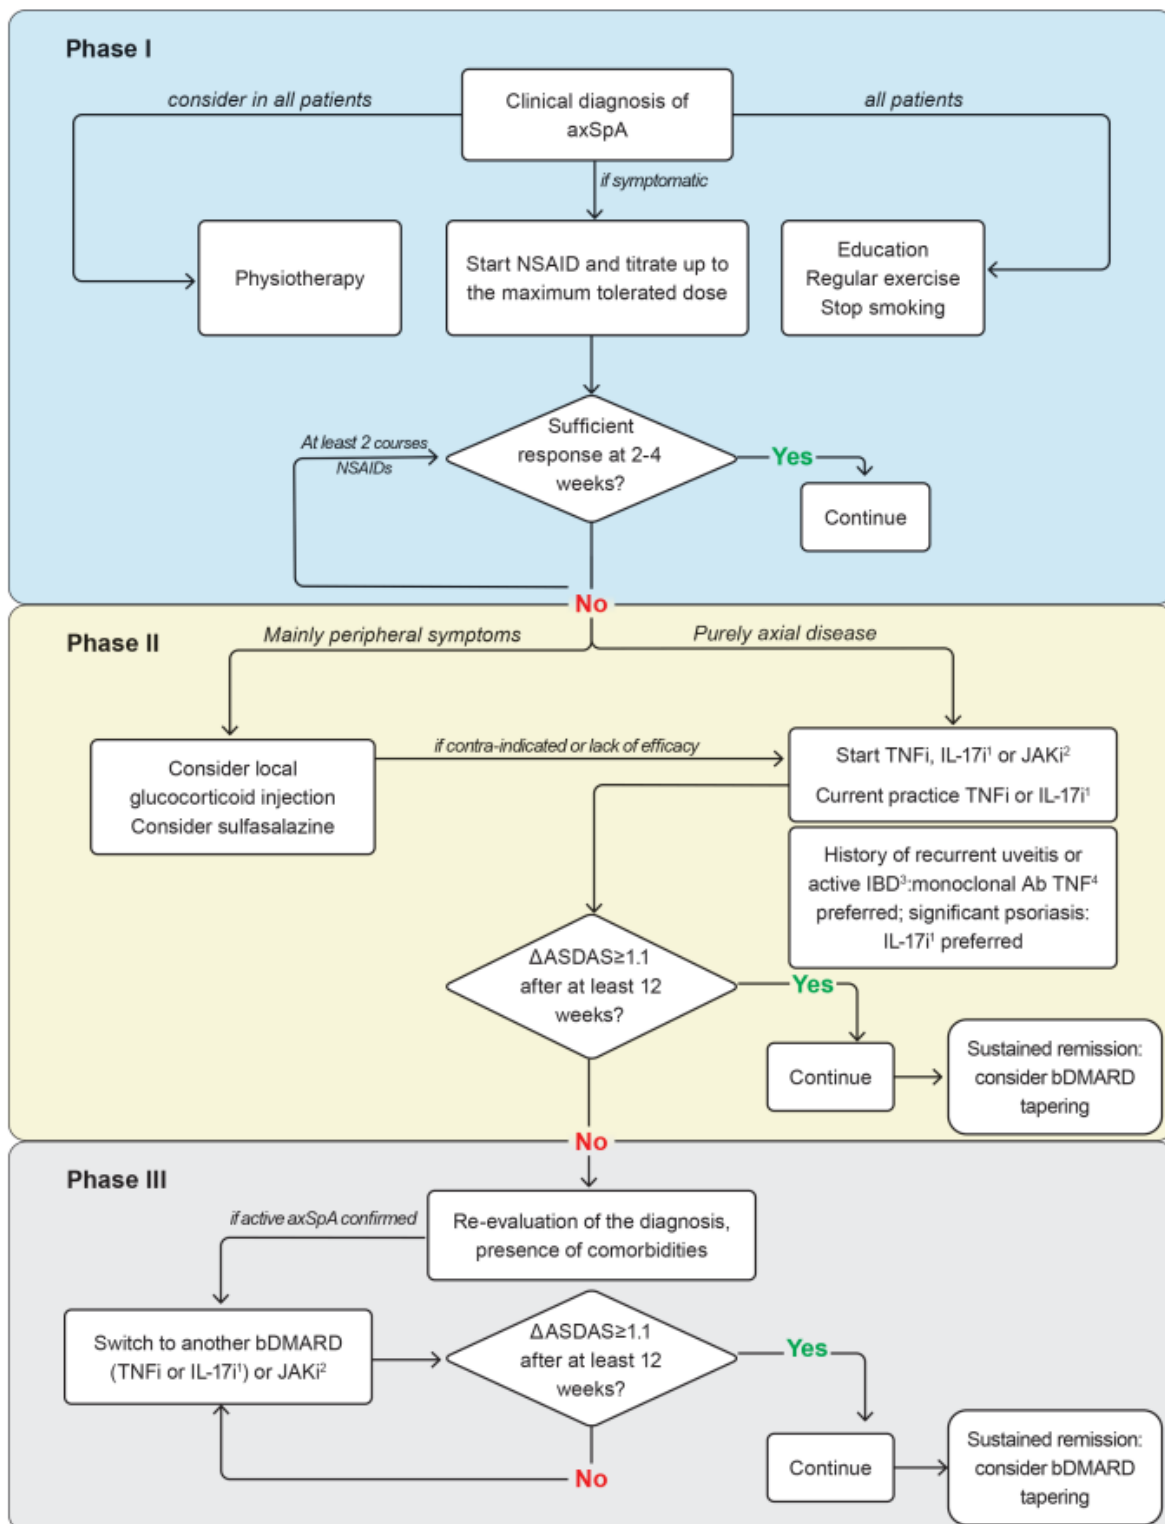 Phase I
consider in all patients
Clinical diagnosis of
axSpA
all patients
if symptomatic
Physiotherapy
Start NSAID and titrate up to
the maximum tolerated dose
Education
Regular exercise
Stop smoking
At least 2 courses
NSAIDs
Sufficient
response at 2-4
weeks?
Yes
Continue
No
Phase II
Mainly peripheral symptoms
Purely axial disease
Consider local
glucocorticoid injection
Consider sulfasalazine
if contra-indicated or lack of efficacy
Start TNFi, IL-17i¹ or JAKi²
Current practice TNFi or IL-17i¹
History of recurrent uveitis or
active IBD³:monoclonal Ab TNF⁴
preferred; significant psoriasis:
IL-17i¹ preferred
ΔASDAS≥1.1
after at least 12
weeks?
Yes
Continue
Sustained remission:
consider bDMARD
tapering
No
Phase III
if active axSpA confirmed
Re-evaluation of the diagnosis,
presence of comorbidities
Switch to another bDMARD
(TNFi or IL-17i¹) or JAKi²
ΔASDAS≥1.1
after at least 12
weeks?
Yes
No
Continue
Sustained remission:
consider bDMARD
tapering